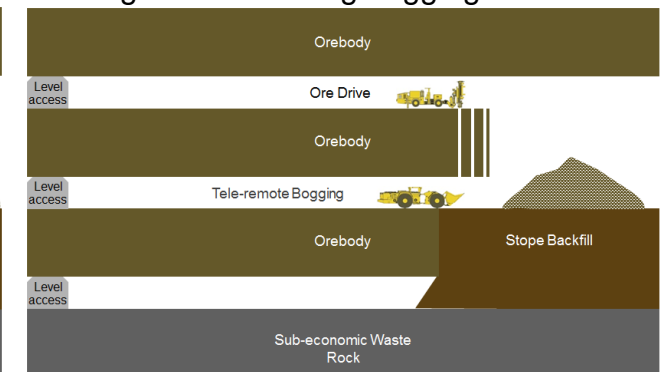 Orebody
Level
access
Ore Drive
Orebody
Level
access
Tele-remote Bogging
Orebody
Stope Backfill
Level
access
Sub-economic Waste
Rock